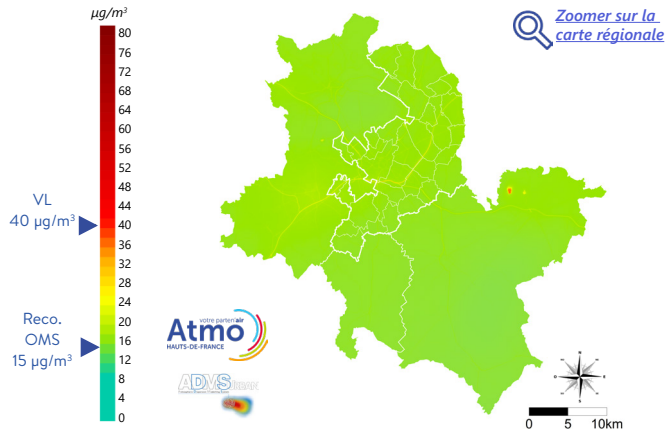 µg/m³
80
76
72
68
64
60
56
52
48
44
40
36
32
28
24
20
16
12
8
4
0
VL
40 µg/m³
Reco.
OMS
15 µg/m³
Zoomer sur la
carte régionale
votre parten'air
Atmo
HAUTS-DE-FRANCE
ADMS
URBAN
0 5 10km